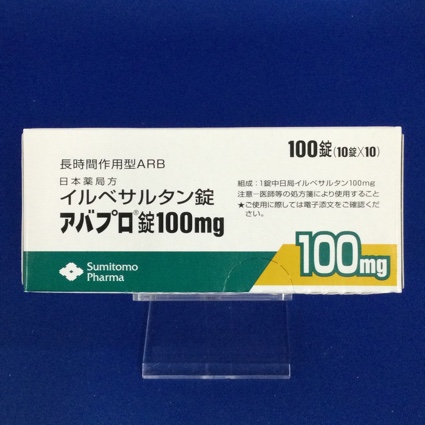 長時間作用型ARB
日本薬局方
イルベサルタン錠
アバプロ®錠100mg
Sumitomo
Pharma
100錠(10錠×10)
組成:1錠中日局イルベサルタン100mg
注意-医師等の処方箋により使用すること
★ご使用に際しては電子添文をご確認くだ
さい。
100mg